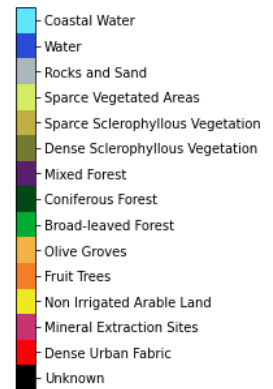 Coastal Water
Water
Rocks and Sand
Sparce Vegetated Areas
Sparce Sclerophyllous Vegetation
Dense Sclerophyllous Vegetation
Mixed Forest
Coniferous Forest
Broad-leaved Forest
Olive Groves
Fruit Trees
Non Irrigated Arable Land
Mineral Extraction Sites
Dense Urban Fabric
Unknown